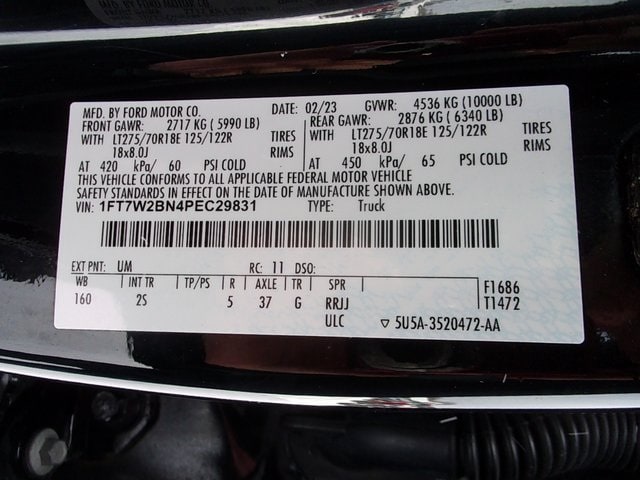 MFD. BY FORD MOTOR CO. DATE: 02/23 GVWR: 4536 KG (10000 LB)
FRONT GAWR: 2717 KG ( 5990 LB) REAR GAWR: 2876 KG ( 6340 LB)
WITH LT275/70R18E 125/122R TIRES WITH LT275/70R18E 125/122R TIRES
18x8.0J RIMS 18x8.0J RIMS
AT 420 kPa/ 60 PSI COLD AT 450 kPa/ 65 PSI COLD
THIS VEHICLE CONFORMS TO ALL APPLICABLE FEDERAL MOTOR VEHICLE
SAFETY STANDARDS IN EFFECT ON THE DATE OF MANUFACTURE SHOWN ABOVE.
VIN: 1FT7W2BN4PEC29831 TYPE: Truck
EXT PNT: UM RC: 11 DSO:
WB INT TR TP/PS R AXLE TR SPR F1686
160 2S 5 37 G RRJJ T1472
ULC ▽ 5U5A-3520472-AA